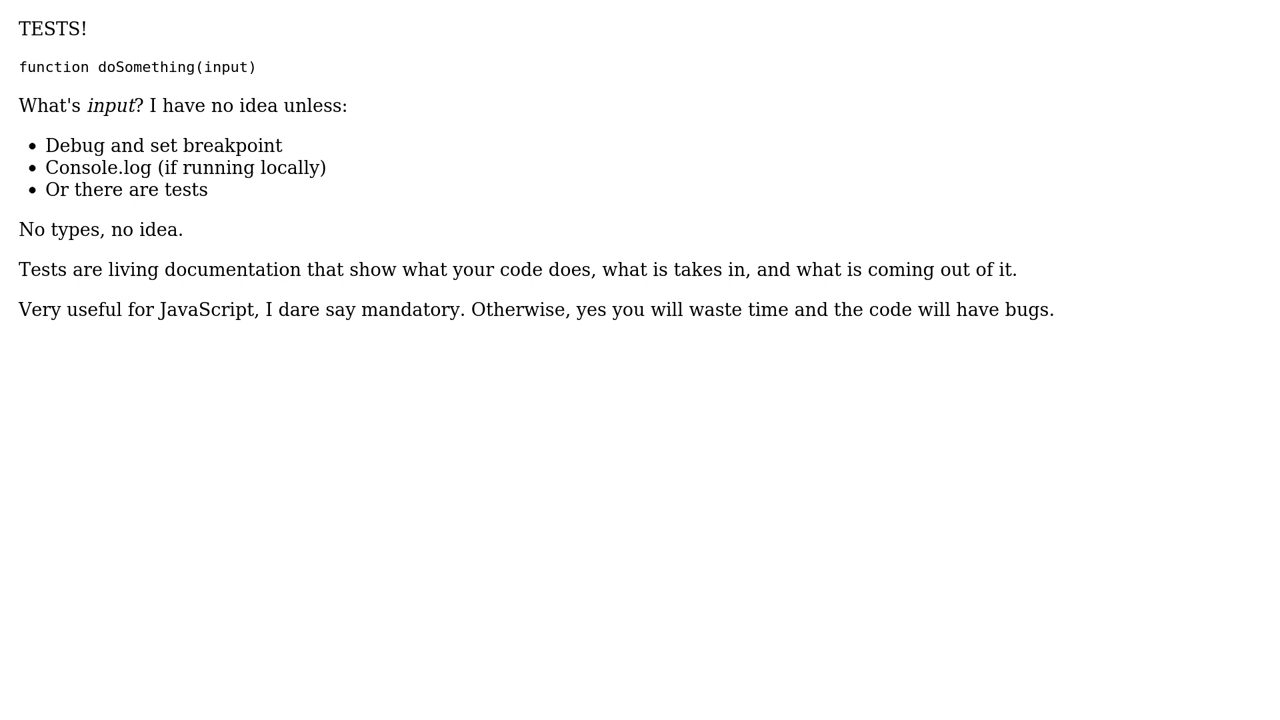 TESTS!
function doSomething(input)
What's input? I have no idea unless:
• Debug and set breakpoint
• Console.log (if running locally)
• Or there are tests
No types, no idea.
Tests are living documentation that show what your code does, what is takes in, and what is coming out of it.
Very useful for JavaScript, I dare say mandatory. Otherwise, yes you will waste time and the code will have bugs.